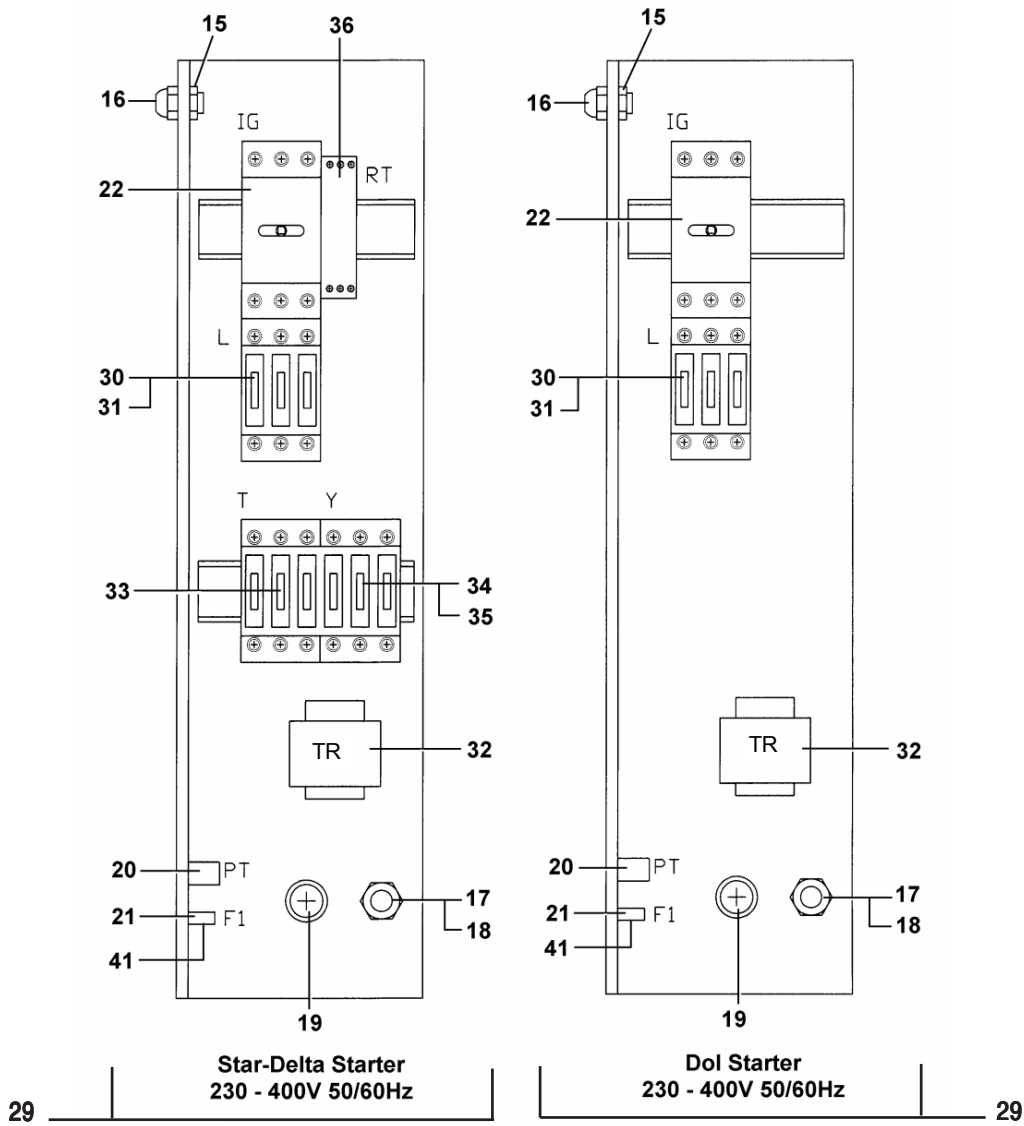 15
36
16
IG
22
RT
L
30
31
T
Y
33
34
35
TR
32
20
PT
17
21
F1
18
41
19
Star-Delta Starter
230 - 400V 50/60Hz
29
15
16
IG
22
L
30
31
TR
32
20
PT
17
21
F1
18
41
19
Dol Starter
230 - 400V 50/60Hz
29